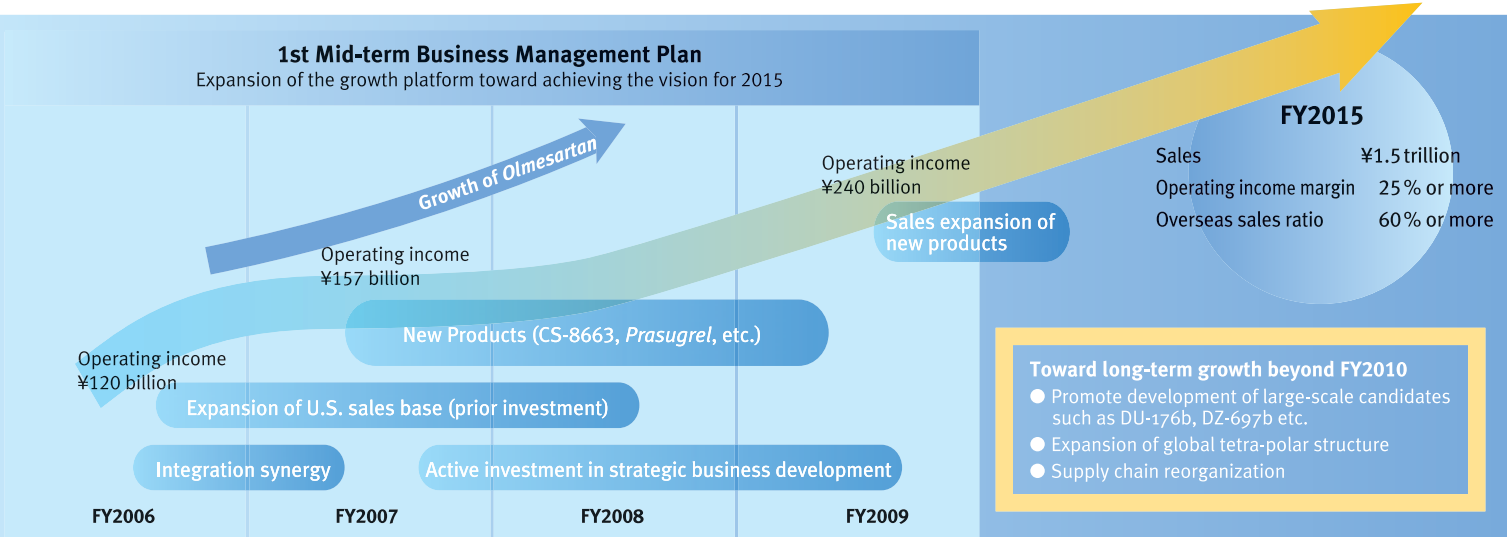 1st Mid-term Business Management Plan
Expansion of the growth platform toward achieving the vision for 2015
Growth of Olmesartan
Operating income
¥240 billion
Sales expansion of
new products
Operating income
¥157 billion
New Products (CS-8663, Prasugrel, etc.)
Operating income
¥120 billion
Expansion of U.S. sales base (prior investment)
Integration synergy
Active investment in strategic business development
FY2006
FY2007
FY2008
FY2009
FY2015
Sales ¥1.5 trillion
Operating income margin 25% or more
Overseas sales ratio 60% or more
Toward long-term growth beyond FY2010
● Promote development of large-scale candidates
such as DU-176b, DZ-697b etc.
● Expansion of global tetra-polar structure
● Supply chain reorganization